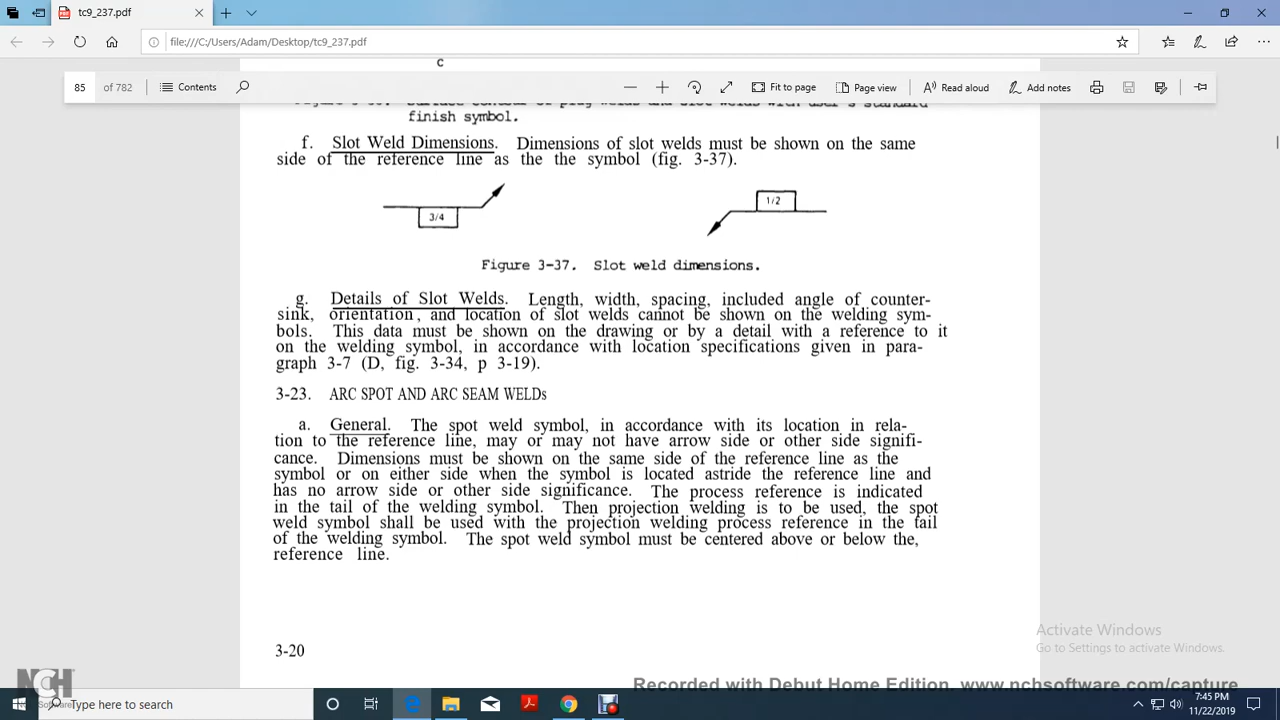 tc9_237.pdf
file:///C:/Users/Adam/Desktop/tc9_237.pdf
c
85 of 782 Contents Fit to page Page view Read aloud Add notes
finish symbol.
f. Slot Weld Dimensions. Dimensions of slot welds must be shown on the same
side of the reference line as the the symbol (fig. 3-37).
3/4
1/2
Figure 3-37. Slot weld dimensions.
g. Details of Slot Welds. Length, width, spacing, included angle of counter-
sink, orientation, and location of slot welds cannot be shown on the welding sym-
bols. This data must be shown on the drawing or by a detail with a reference to it
on the welding symbol, in accordance with location specifications given in para-
graph 3-7 (D, fig. 3-34, p 3-19).
3-23. ARC SPOT AND ARC SEAM WELDs
a. General. The spot weld symbol, in accordance with its location in rela-
tion to the reference line, may or may not have arrow side or other side signifi-
cance. Dimensions must be shown on the same side of the reference line as the
symbol or on either side when the symbol is located astride the reference line and
has no arrow side or other side significance. The process reference is indicated
in the tail of the welding symbol. Then projection welding is to be used, the spot
weld symbol shall be used with the projection welding process reference in the tail
of the welding symbol. The spot weld symbol must be centered above or below the,
reference line.
3-20
Activate Windows
Go to Settings to activate Windows.
NCH
Software
Recorded with Debut Home Edition. www.nchsoftware.com/capture
Type here to search
7:45 PM
11/22/2019